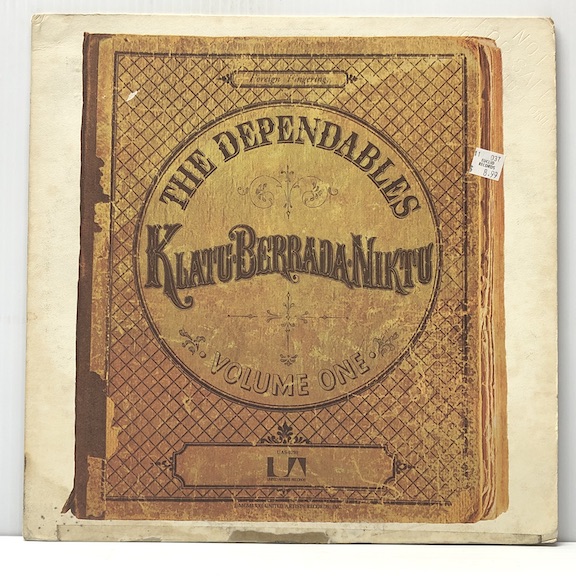 Foreign Fingering
THE DEPENDABLES
KLATU·BERRADA·NIKTU
· VOLUME ONE ·
UA
8.99